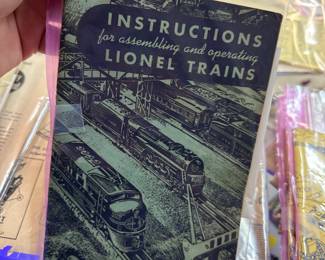 INSTRUCTIONS
for assembling and operating
LIONEL TRAINS